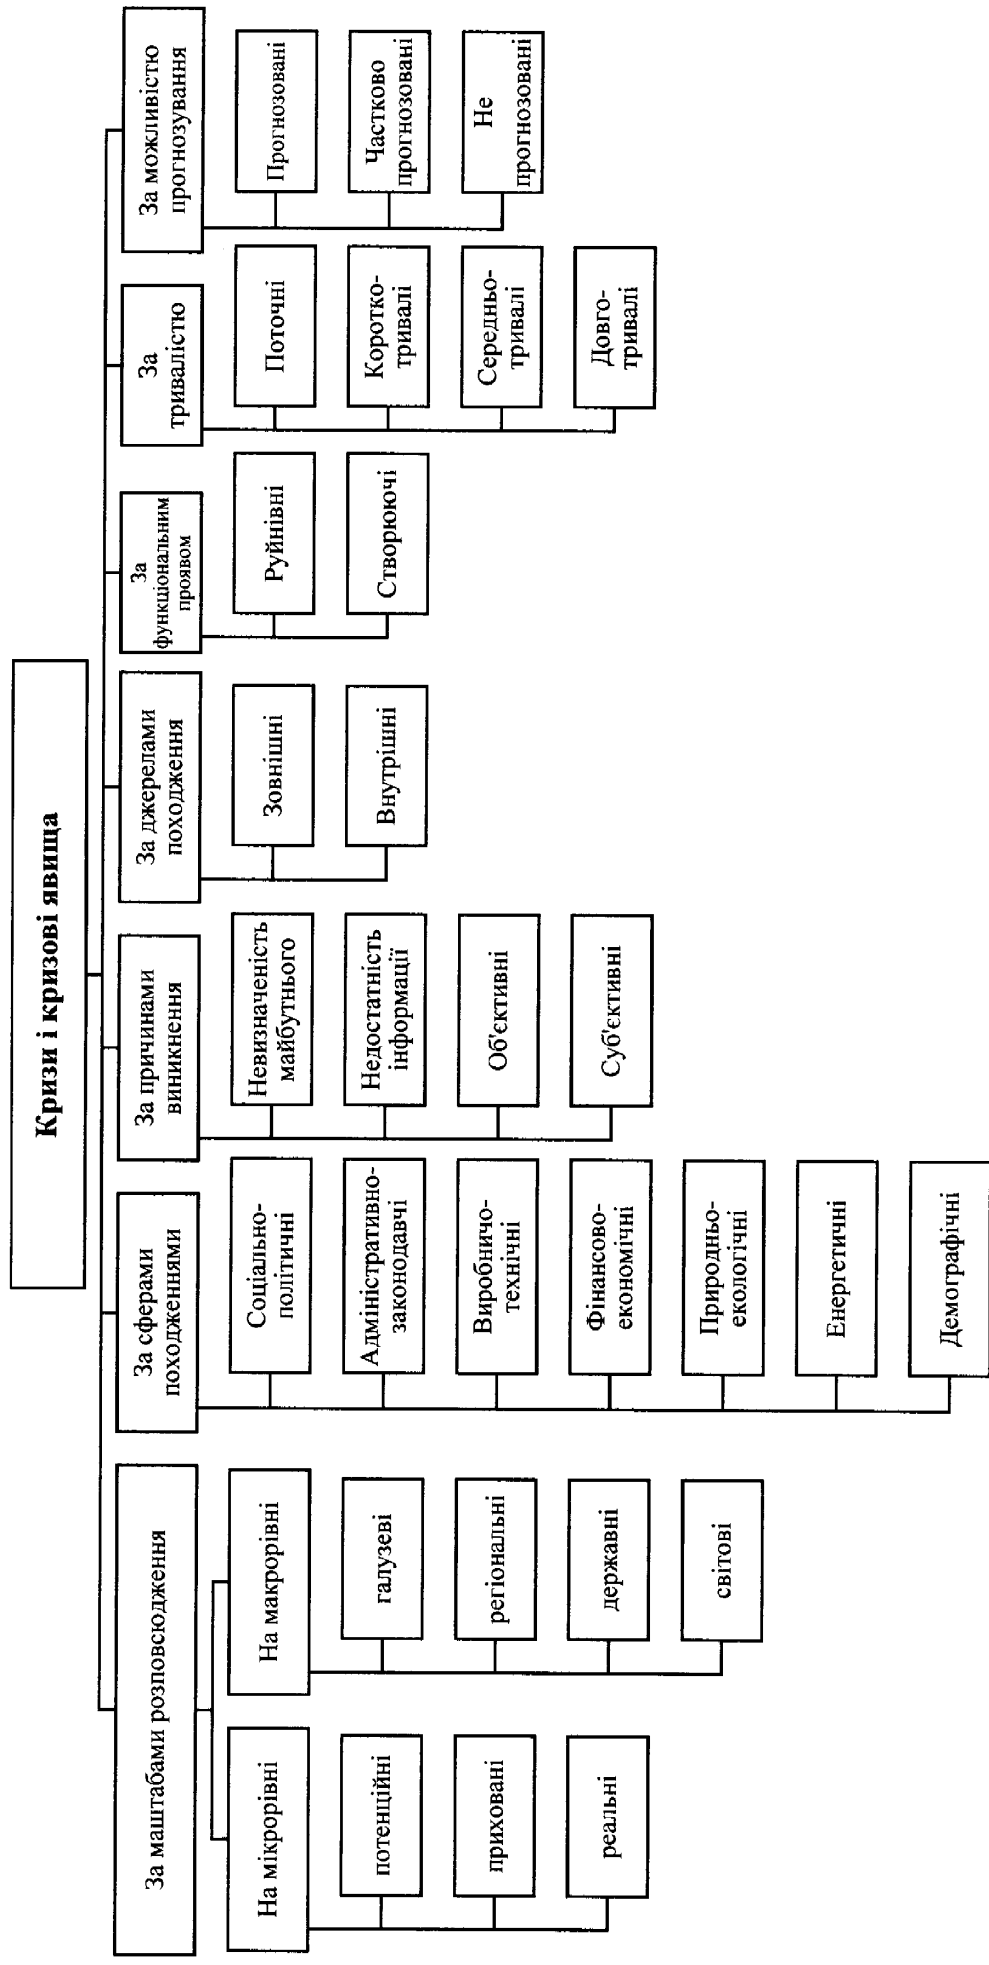 Кризи і кризові явища
За маштабами розповсюдження
На мікрорівні
потенційні
приховані
реальні
На макрорівні
галузеві
регіональні
державні
світові
За сферами
походженнями
Соціально-
політичні
Адміністративно-
законодавчі
Виробничо-
технічні
Фінансово-
економічні
Природньо-
екологічні
Енергетичні
Демографічні
За причинами
виникнення
Невизначеність
майбутнього
Недостатність
інформації
Об'єктивні
Суб'єктивні
За джерелами
походження
Зовнішні
Внутрішні
За
функціональним
проявом
Руйнівні
Створюючі
За
тривалістю
Поточні
Коротко-
тривалі
Середньо-
тривалі
Довго-
тривалі
За можливістю
прогнозування
Прогнозовані
Частково
прогнозовані
Не
прогнозовані